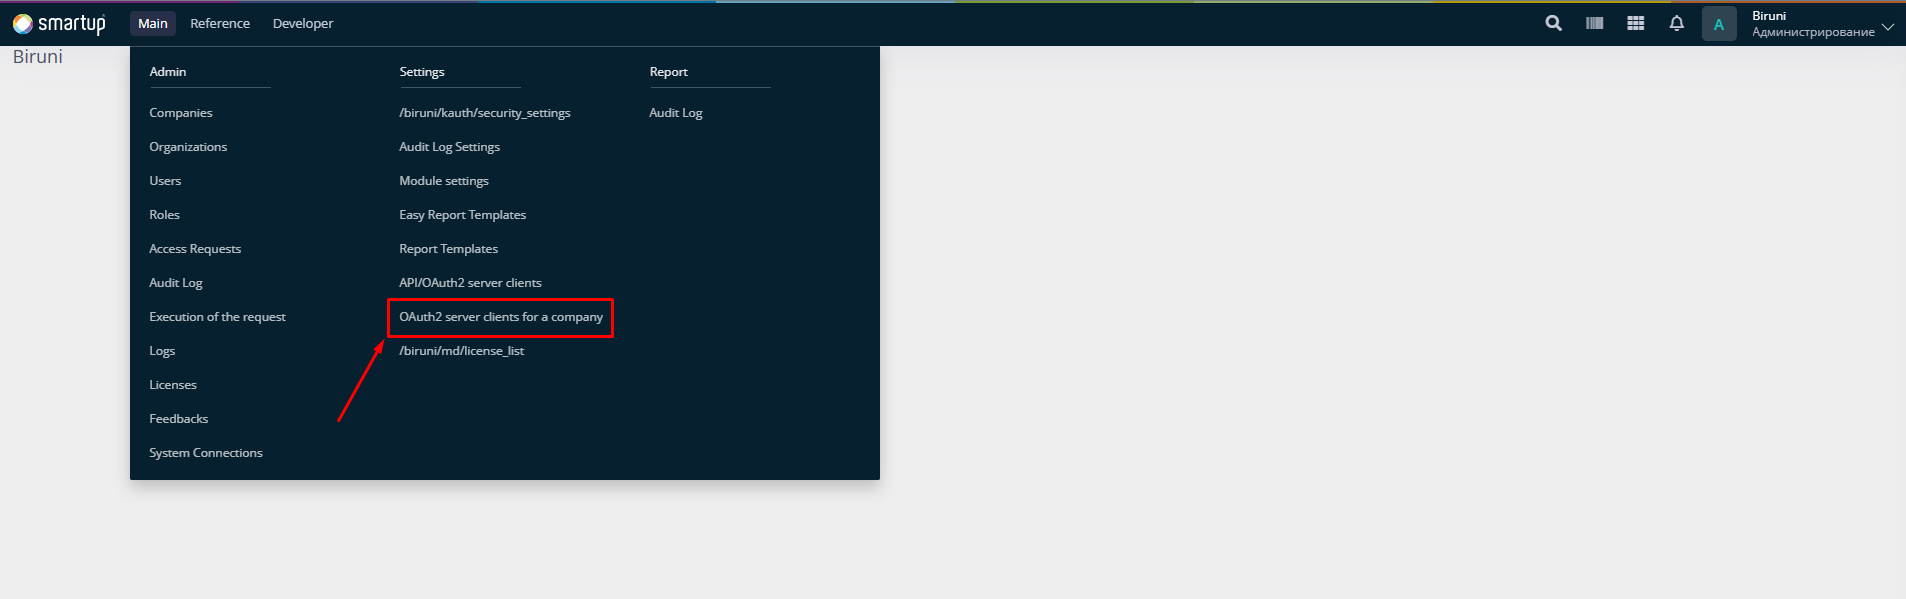 smartup Main Reference Developer A Biruni
Администрирование
Biruni
Admin
Companies
Organizations
Users
Roles
Access Requests
Audit Log
Execution of the request
Logs
Licenses
Feedbacks
System Connections
Settings
/biruni/kauth/security_settings
Audit Log Settings
Module settings
Easy Report Templates
Report Templates
API/OAuth2 server clients
OAuth2 server clients for a company
/biruni/md/license_list
Report
Audit Log